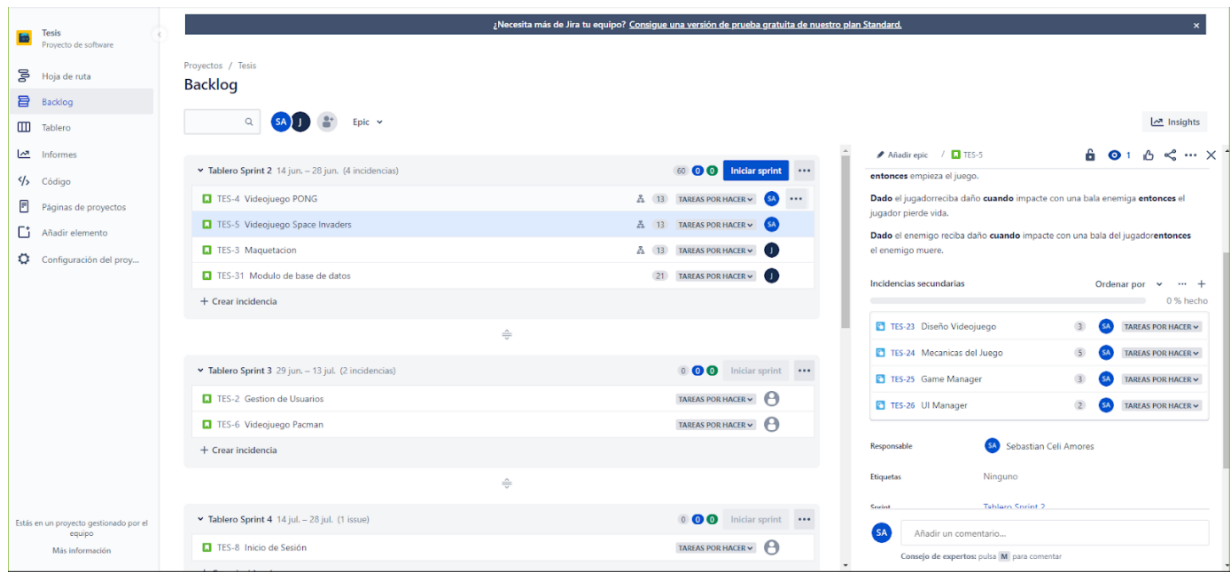 ¿Necesita más de Jira tu equipo? Consigue una versión de prueba gratuita de nuestro plan Standard.
Tesis
Proyecto de software
Hoja de ruta
Backlog
Tablero
Informes
Código
Páginas de proyectos
Añadir elemento
Configuración del proy...
Estás en un proyecto gestionado por el
equipo
Más información
Proyectos / Tesis
Backlog
SA J Epic
Insights
Tablero Sprint 2 14 jun. – 28 jun. (4 incidencias) 60 0 0 Iniciar sprint ...
TES-4 Videojuego PONG 13 TAREAS POR HACER SA ...
TES-5 Videojuego Space Invaders 13 TAREAS POR HACER SA
TES-3 Maquetacion 13 TAREAS POR HACER J
TES-31 Modulo de base de datos 21 TAREAS POR HACER J
+ Crear incidencia
Tablero Sprint 3 29 jun. – 13 jul. (2 incidencias) 0 0 0 Iniciar sprint ...
TES-2 Gestion de Usuarios TAREAS POR HACER
TES-6 Videojuego Pacman TAREAS POR HACER
+ Crear incidencia
Tablero Sprint 4 14 jul. – 28 jul. (1 issue) 0 0 0 Iniciar sprint ...
TES-8 Inicio de Sesión TAREAS POR HACER
Añadir epic / TES-5 1 ...
entonces empieza el juego.
Dado el jugadorreciba daño cuando impacte con una bala enemiga entonces el
jugador pierde vida.
Dado el enemigo reciba daño cuando impacte con una bala del jugadorentonces
el enemigo muere.
Incidencias secundarias Ordenar por ... +
0 % hecho
TES-23 Diseño Videojuego 3 SA TAREAS POR HACER
TES-24 Mecanicas del Juego 5 SA TAREAS POR HACER
TES-25 Game Manager 3 SA TAREAS POR HACER
TES-26 UI Manager 2 SA TAREAS POR HACER
Responsable SA Sebastian Celi Amores
Etiquetas Ninguno
Sprint Tablero Sprint 2
SA Añadir un comentario...
Consejo de expertos: pulsa M para comentar